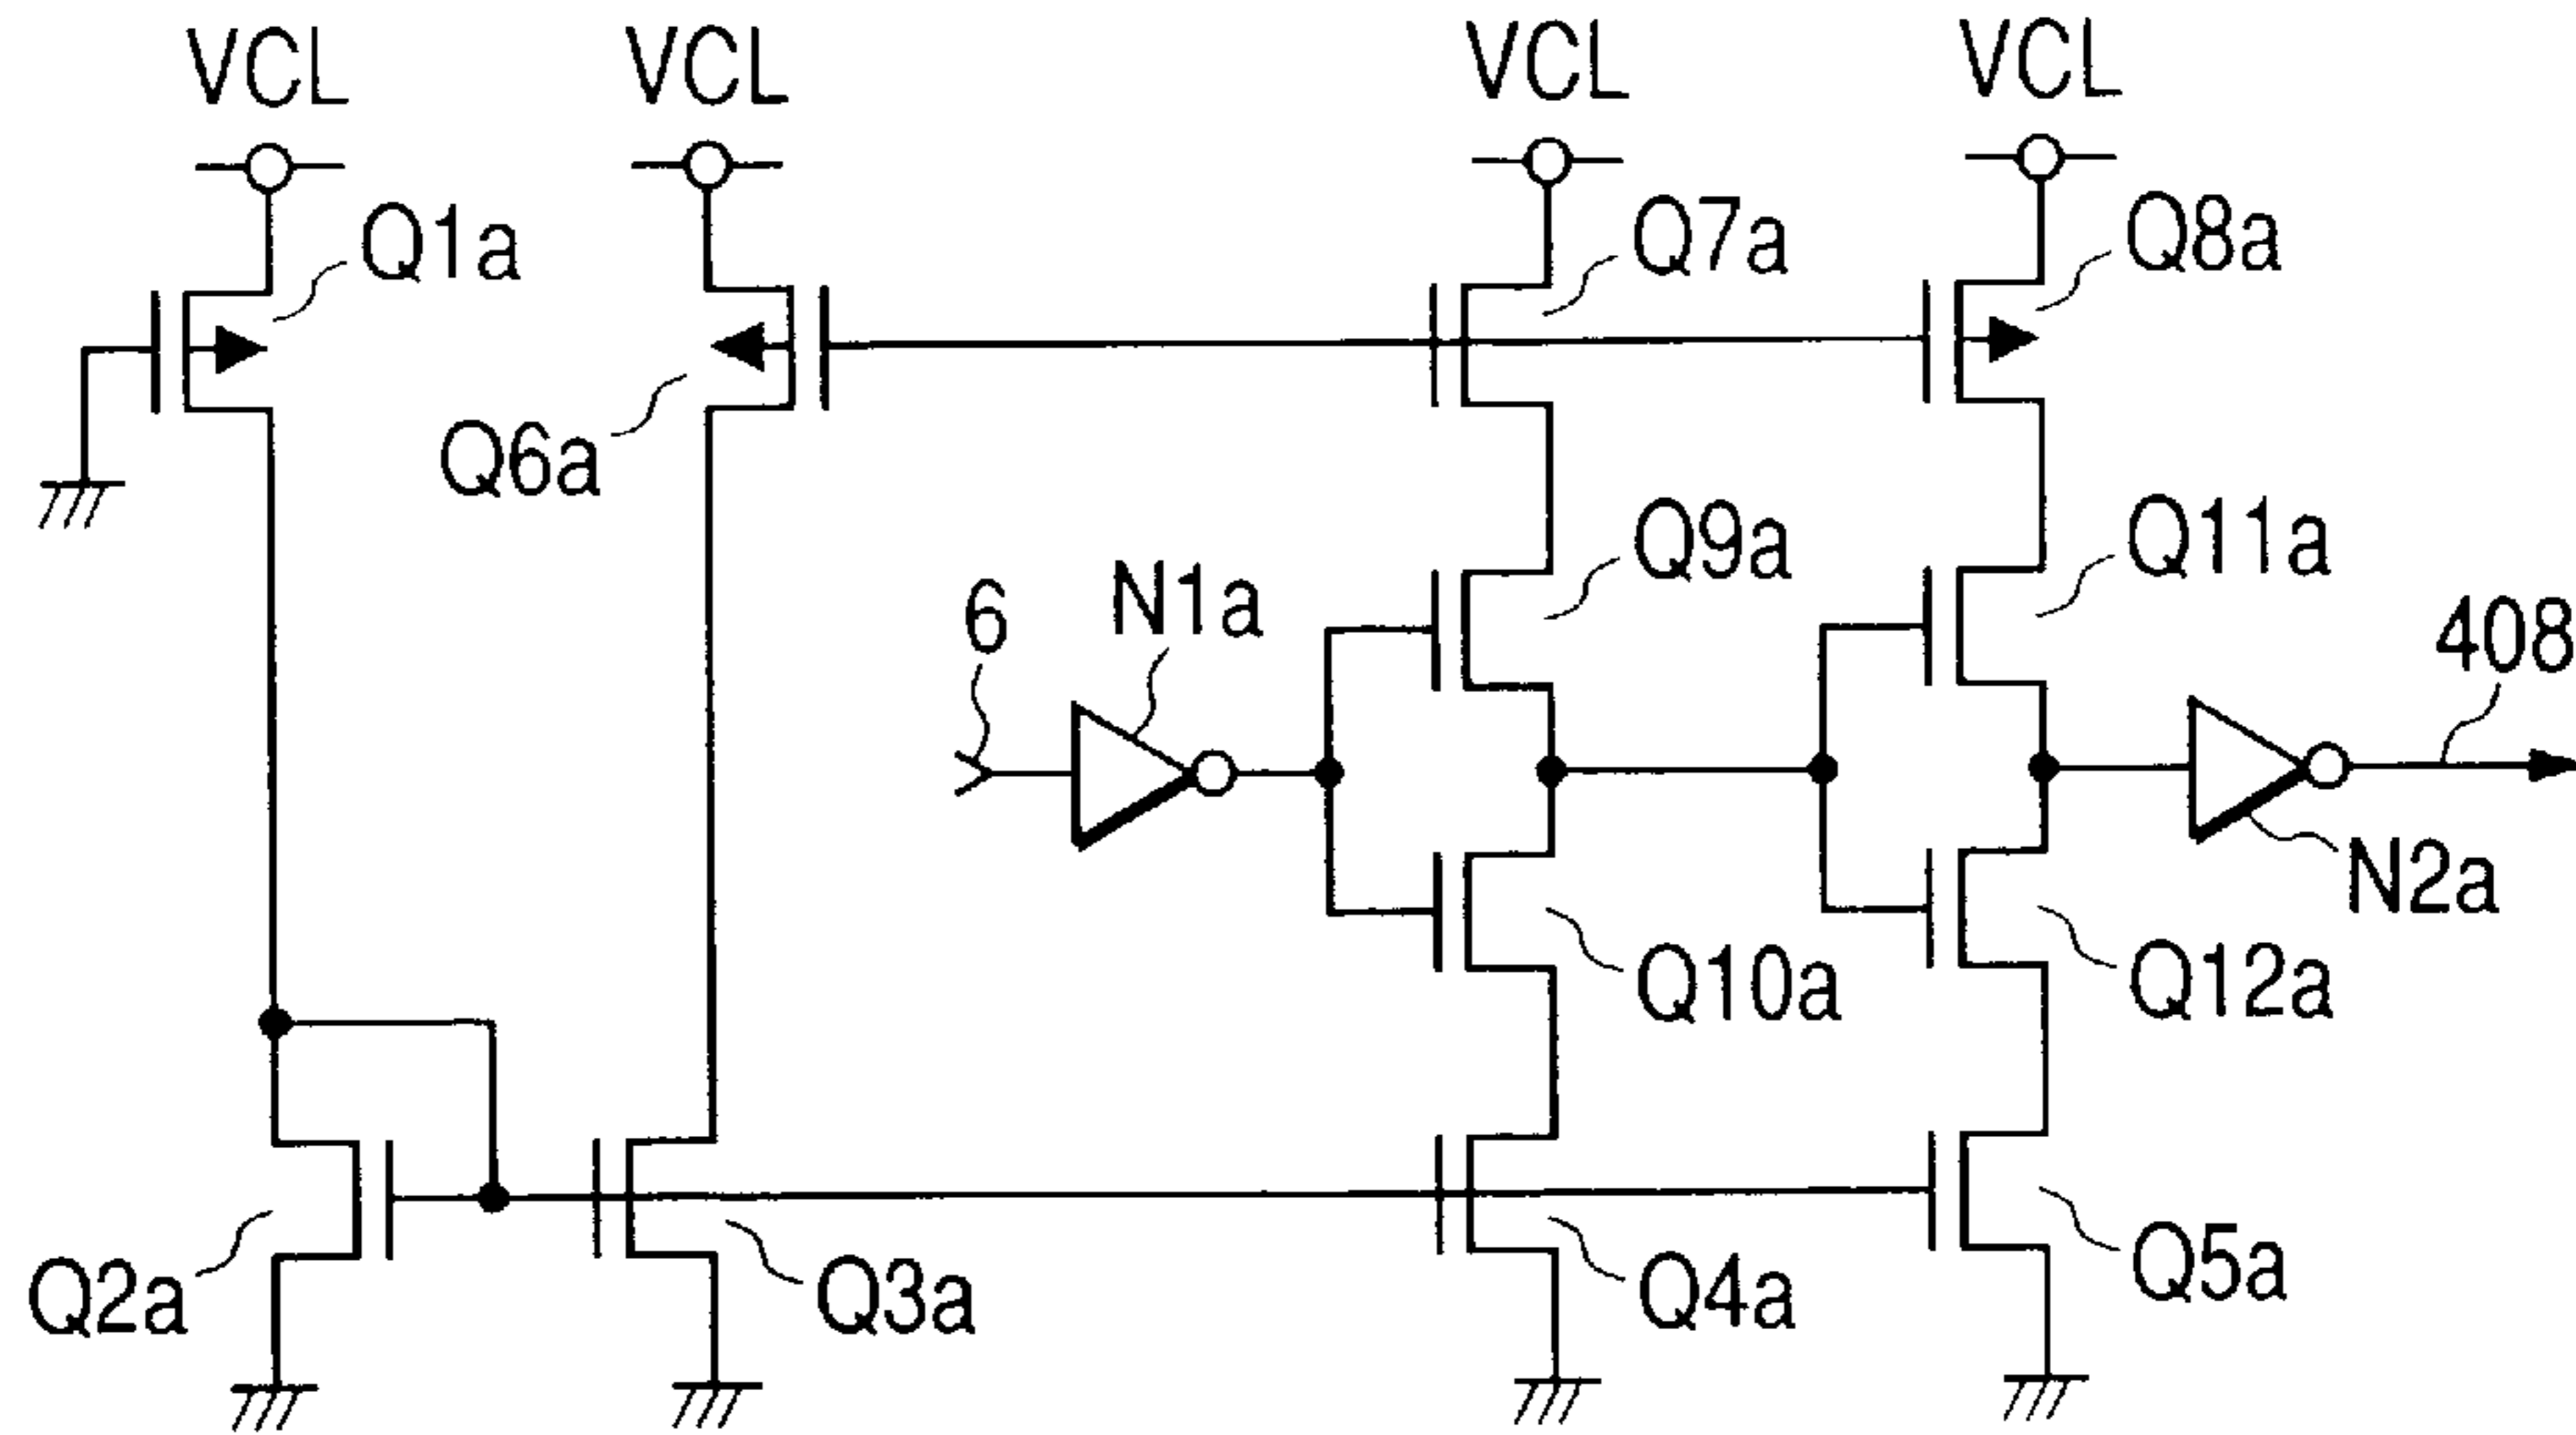 VCL VCL VCL VCL
Q1a
Q7a
Q8a
Q6a
Q9a
Q11a
6
N1a
408
N2a
Q10a
Q12a
Q2a
Q3a
Q4a
Q5a